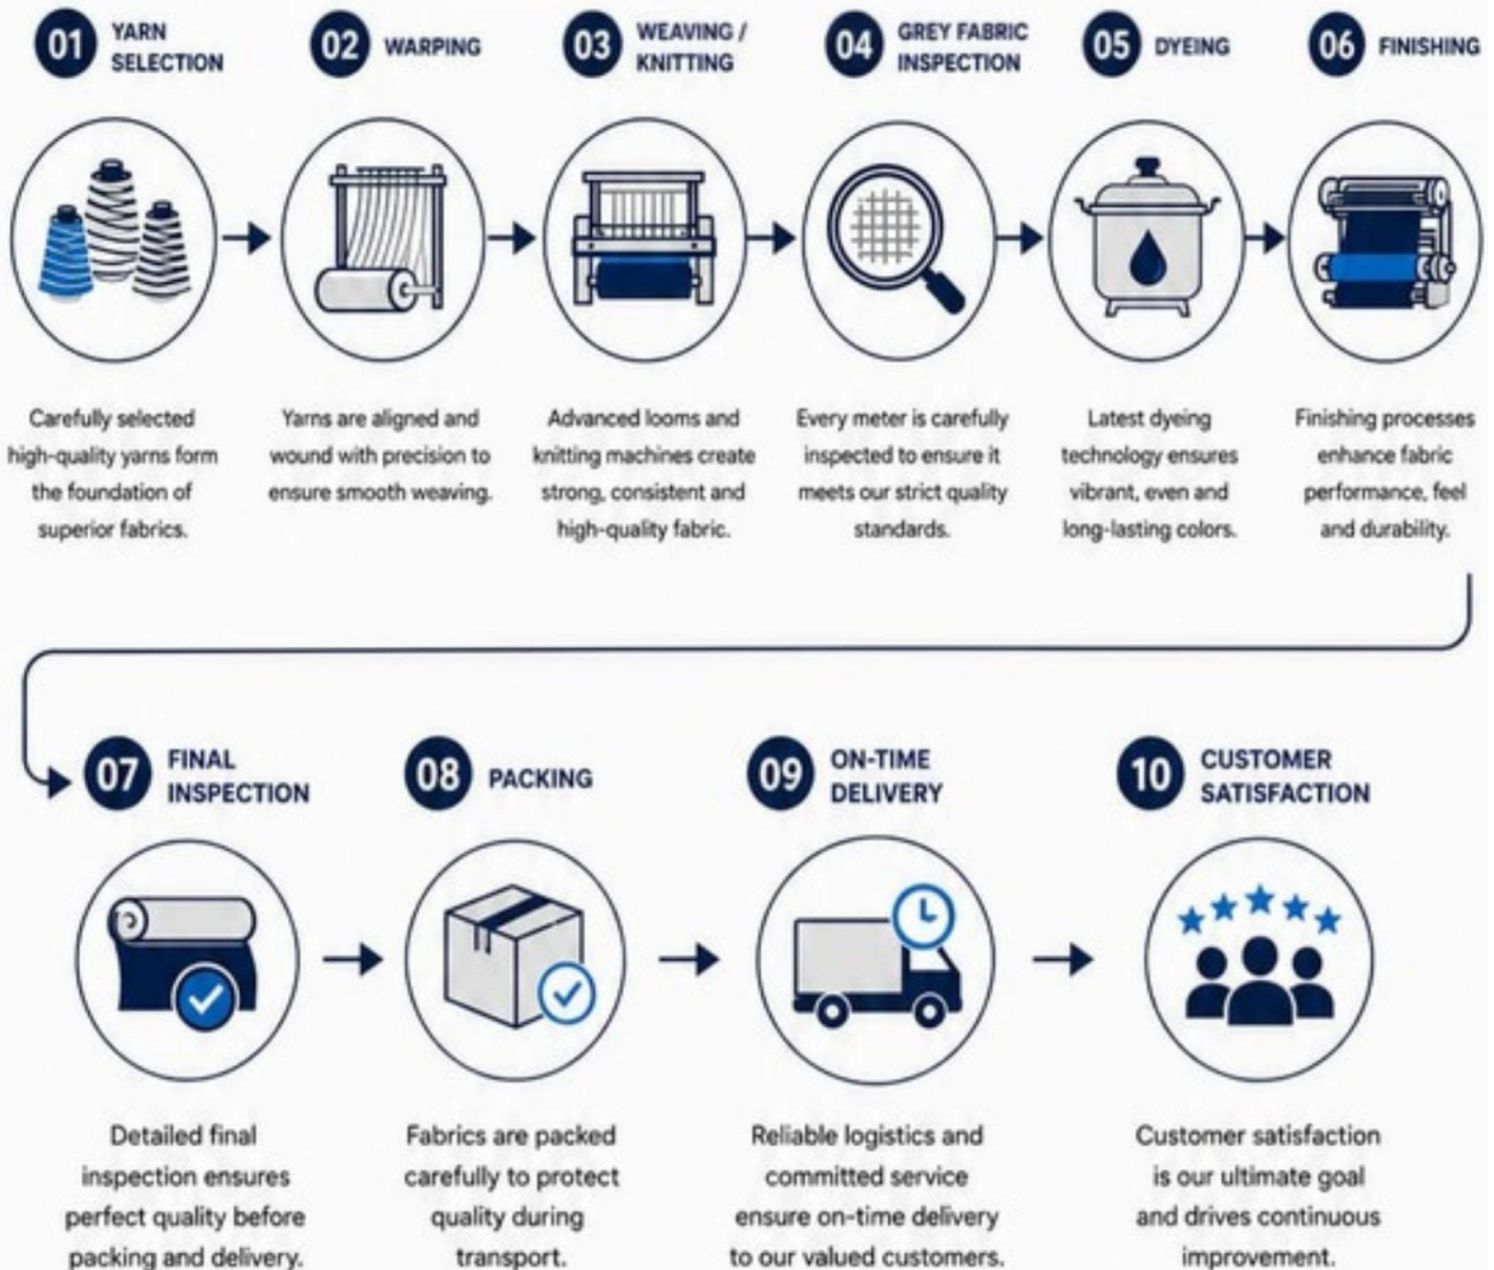 01 YARN
SELECTION
Carefully selected
high-quality yarns form
the foundation of
superior fabrics.
02 WARPING
Yarns are aligned and
wound with precision to
ensure smooth weaving.
03 WEAVING /
KNITTING
Advanced looms and
knitting machines create
strong, consistent and
high-quality fabric.
04 GREY FABRIC
INSPECTION
Every meter is carefully
inspected to ensure it
meets our strict quality
standards.
05 DYEING
Latest dyeing
technology ensures
vibrant, even and
long-lasting colors.
06 FINISHING
Finishing processes
enhance fabric
performance, feel
and durability.
07 FINAL
INSPECTION
Detailed final
inspection ensures
perfect quality before
packing and delivery.
08 PACKING
Fabrics are packed
carefully to protect
quality during
transport.
09 ON-TIME
DELIVERY
Reliable logistics and
committed service
ensure on-time delivery
to our valued customers.
10 CUSTOMER
SATISFACTION
Customer satisfaction
is our ultimate goal
and drives continuous
improvement.